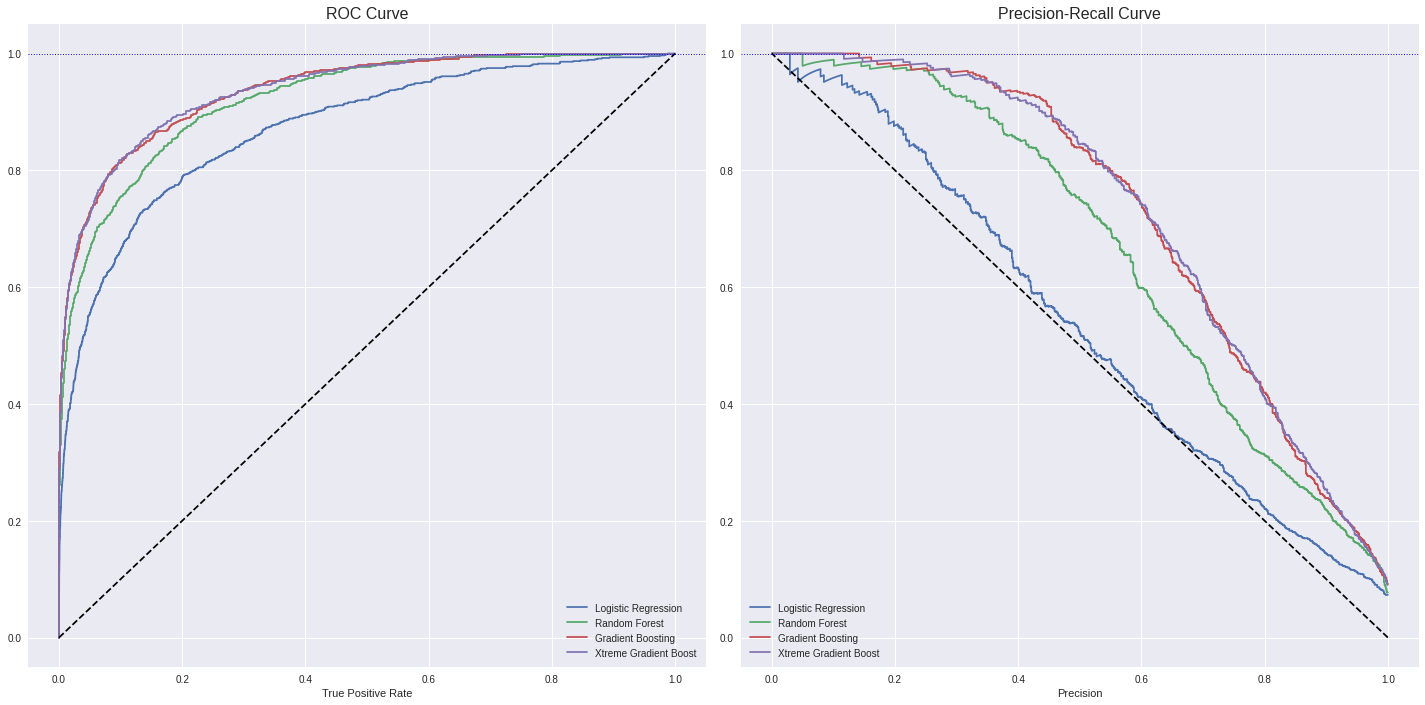 ROC Curve
1.0
0.8
0.6
0.4
0.2
0.0
0.0 0.2 0.4 0.6 0.8 1.0
True Positive Rate
Logistic Regression
Random Forest
Gradient Boosting
Xtreme Gradient Boost
Precision-Recall Curve
1.0
0.8
0.6
0.4
0.2
0.0
0.0 0.2 0.4 0.6 0.8 1.0
Precision
Logistic Regression
Random Forest
Gradient Boosting
Xtreme Gradient Boost